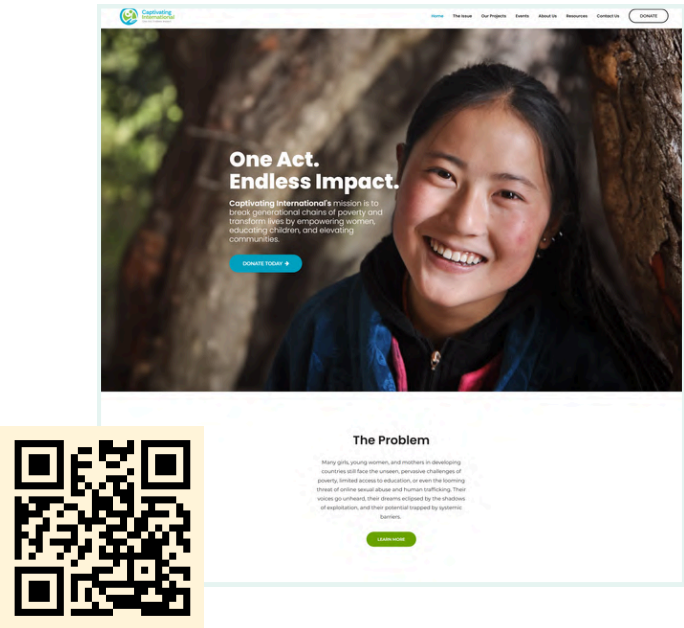 Captivating
International
Home The Issue Our Projects Events About Us Resources Contact Us DONATE
One Act.
Endless Impact.
Captivating International's mission is to
break generational chains of poverty and
transform lives by empowering women,
educating children, and elevating
communities.
DONATE TODAY →
The Problem
Many girls, young women, and mothers in developing
countries still face the unseen, pervasive challenges of
poverty, limited access to education, or even the looming
threat of online sexual abuse and human trafficking. Their
voices go unheard, their dreams eclipsed by the shadows
of exploitation, and their potential trapped by systemic
barriers.
LEARN MORE